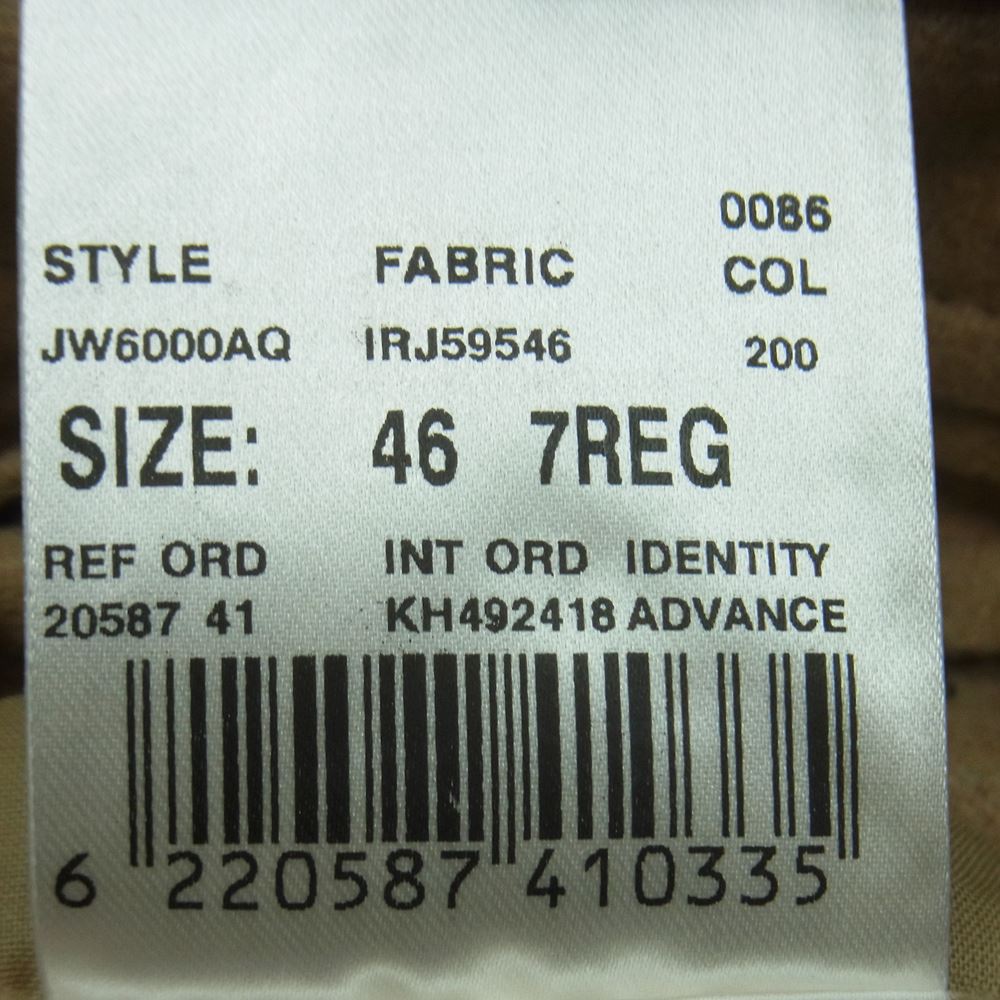 0086
STYLE FABRIC COL
JW6000AQ IRJ59546 200
SIZE: 46 7REG
REF ORD INT ORD IDENTITY
20587 41 KH492418 ADVANCE
6 220587 410335